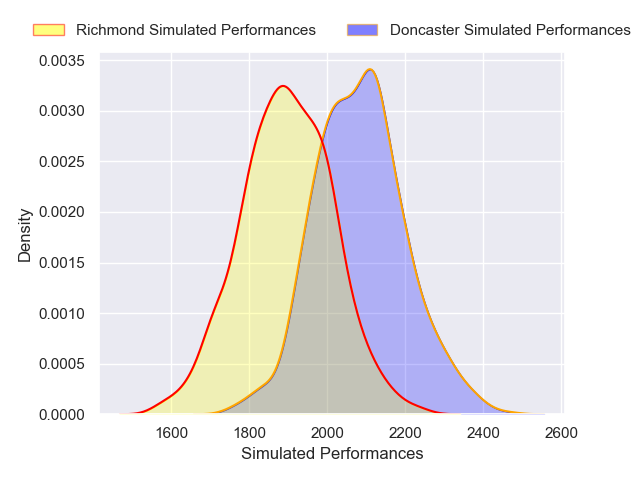 Richmond Simulated Performances
Doncaster Simulated Performances
0.0035
0.0030
0.0025
0.0020
0.0015
0.0010
0.0005
0.0000
Density
1600 1800 2000 2200 2400 2600
Simulated Performances